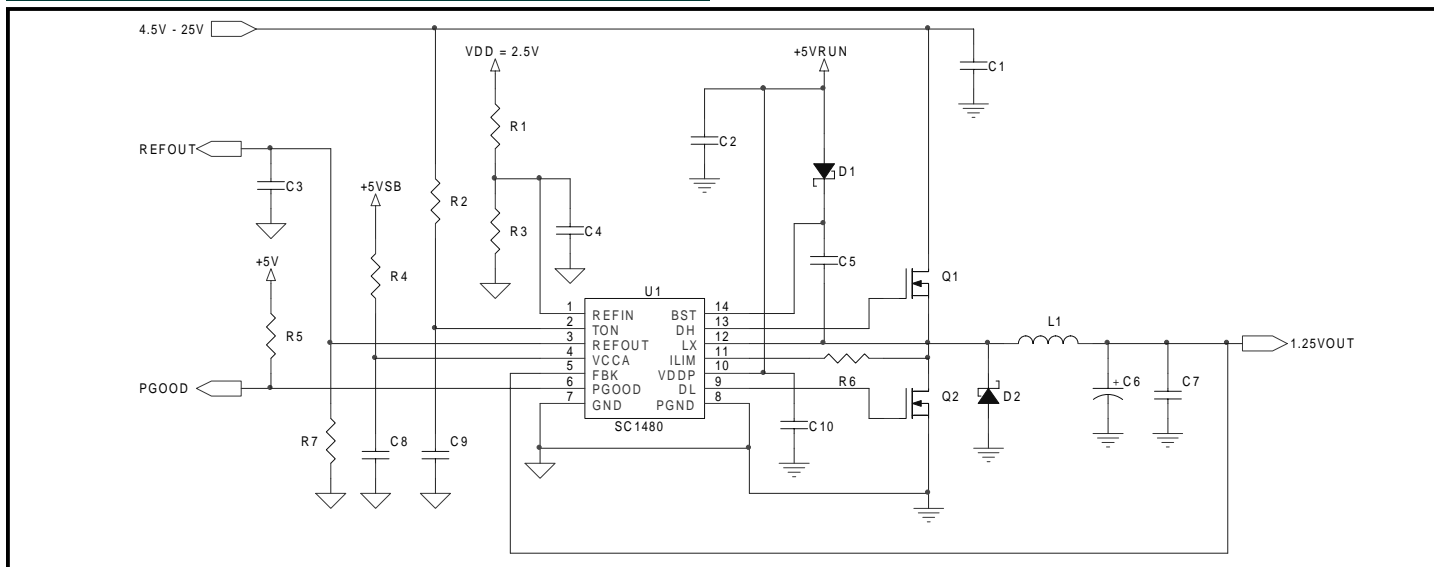 4.5V - 25V
VDD = 2.5V
+5VRUN
C1
R1
C2
REFOUT
D1
C3
+5VSB
R2
R3
C4
C5
+5V
R4
Q1
U1
R5
L1
1 REFIN BST 14
2 TON DH 13
3 REFOUT LX 12
4 VCCA ILIM 11
5 FBK VDDP 10
6 PGOOD DL 9
7 GND PGND 8
SC1480
1.25VOUT
PGOOD
R6
Q2
D2
+ C6
C7
R7
C8
C9
C10